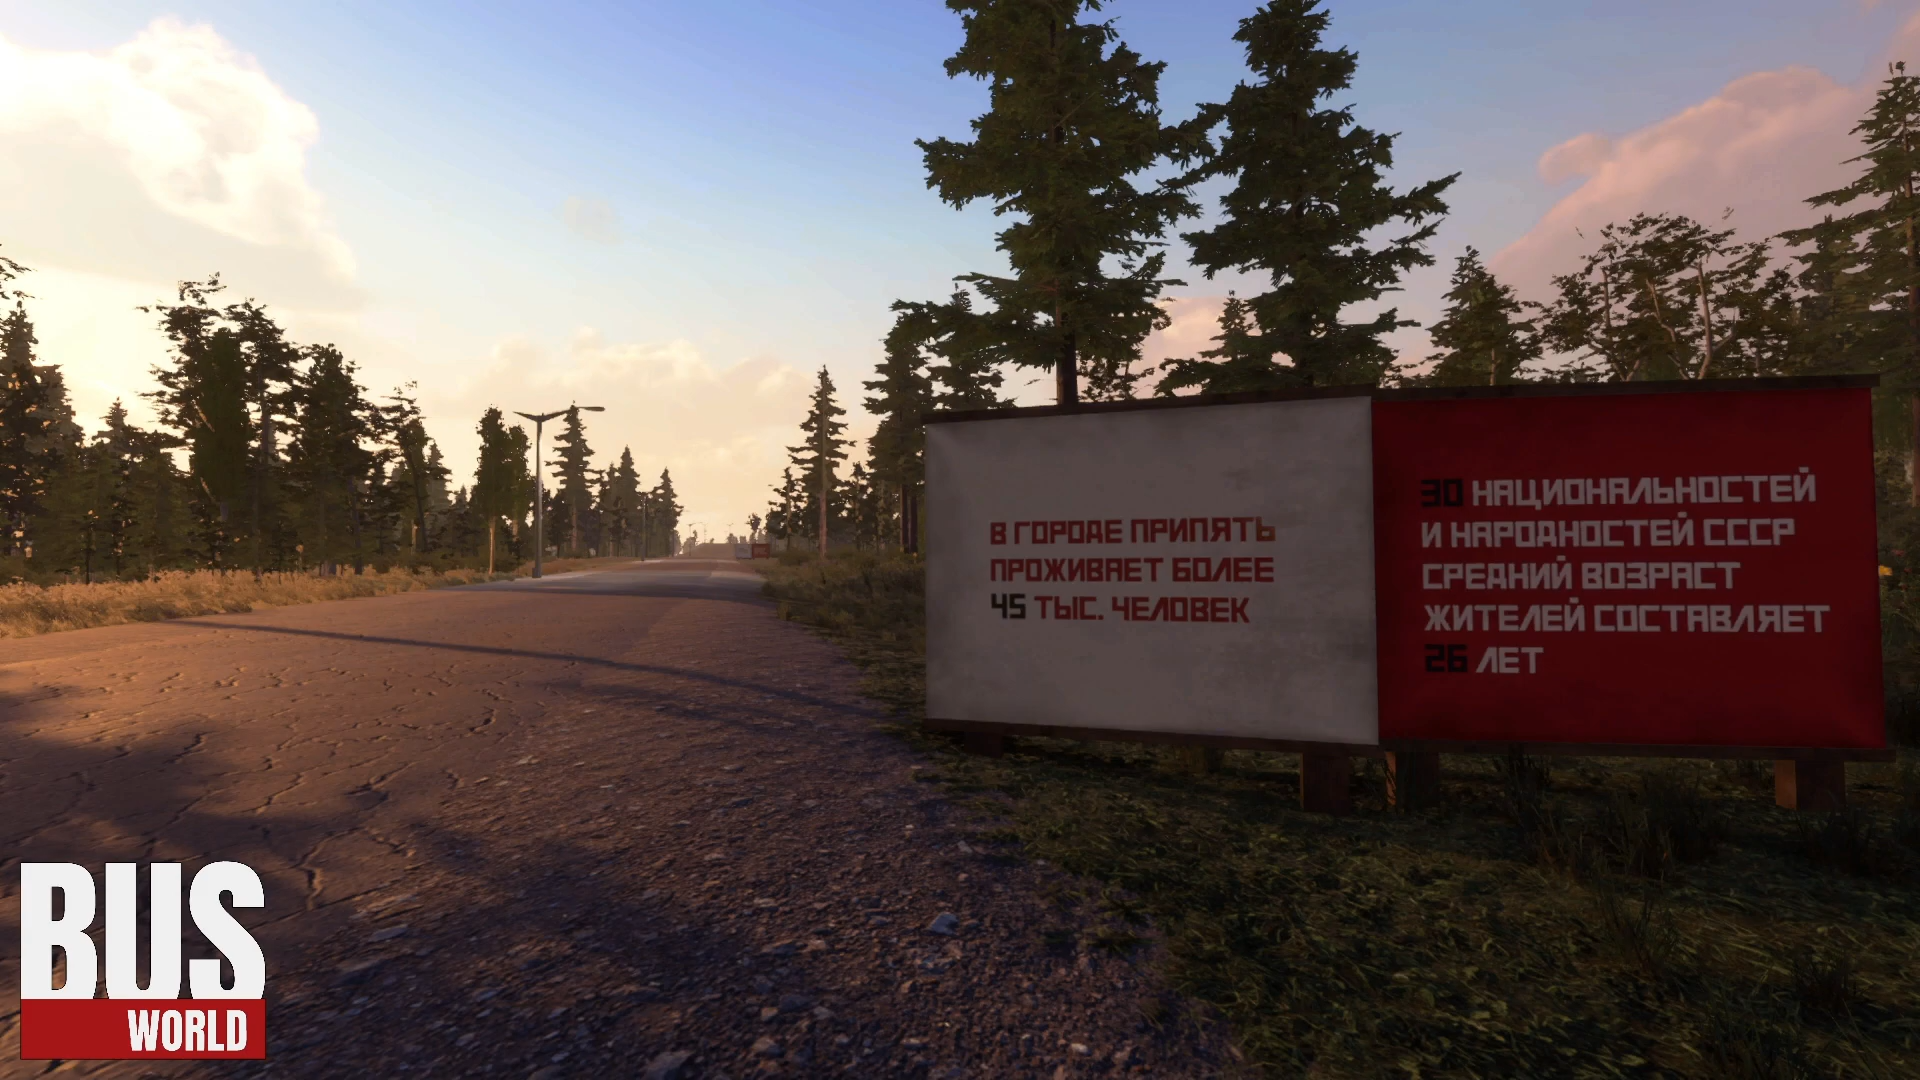 В ГОРОДЕ ПРИПЯТЬ
ПРОЖИВАЕТ БОЛЕЕ
45 ТЫС. ЧЕЛОВЕК
30 НАЦИОНАЛЬНОСТЕЙ
И НАРОДНОСТЕЙ СССР
СРЕДНИЙ ВОЗРАСТ
ЖИТЕЛЕЙ СОСТАВЛЯЕТ
26 ЛЕТ
BUS
WORLD